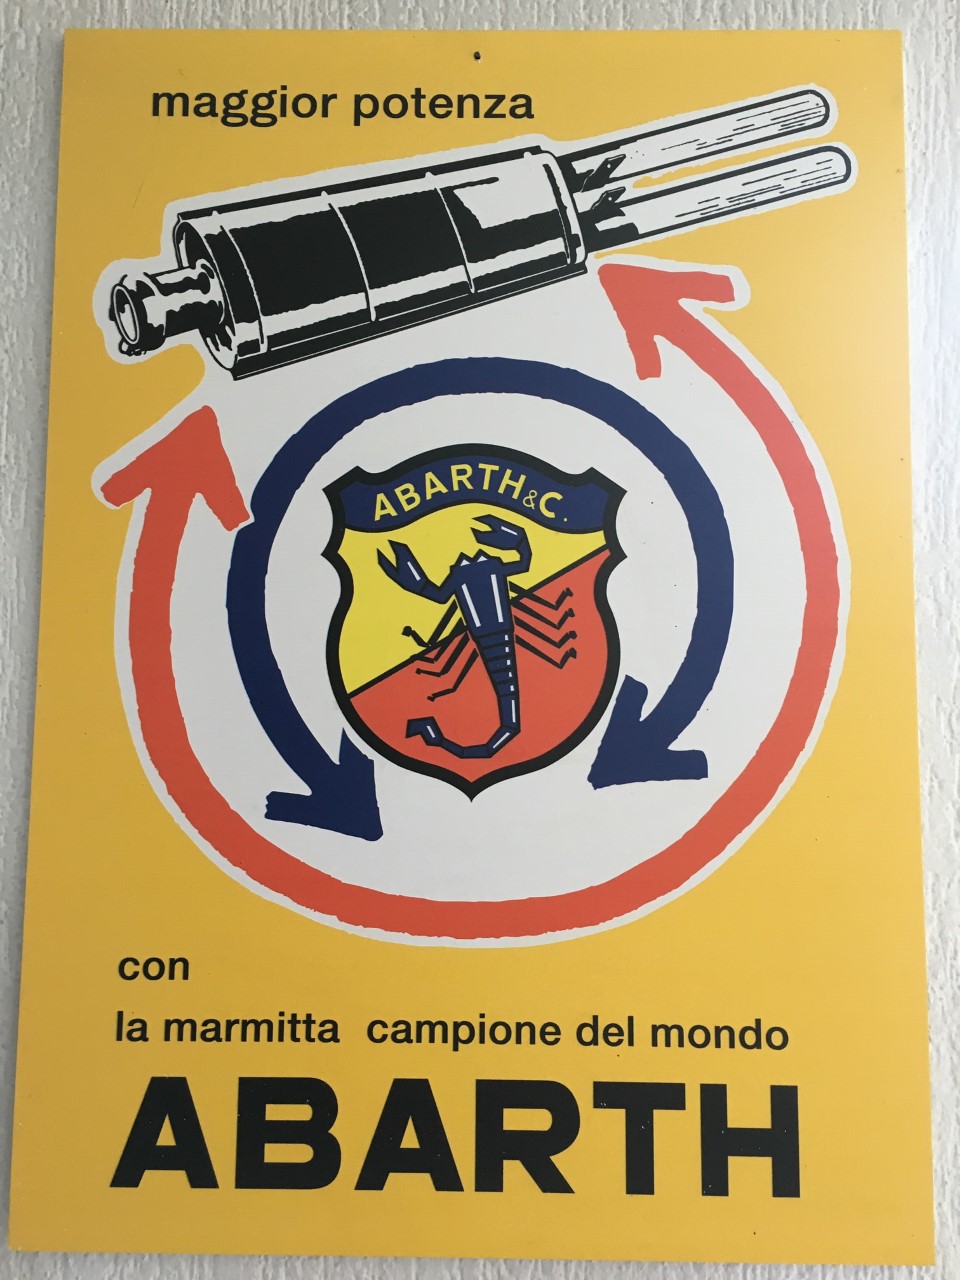 maggior potenza
ABARTH & C.
con
la marmitta campione del mondo
ABARTH